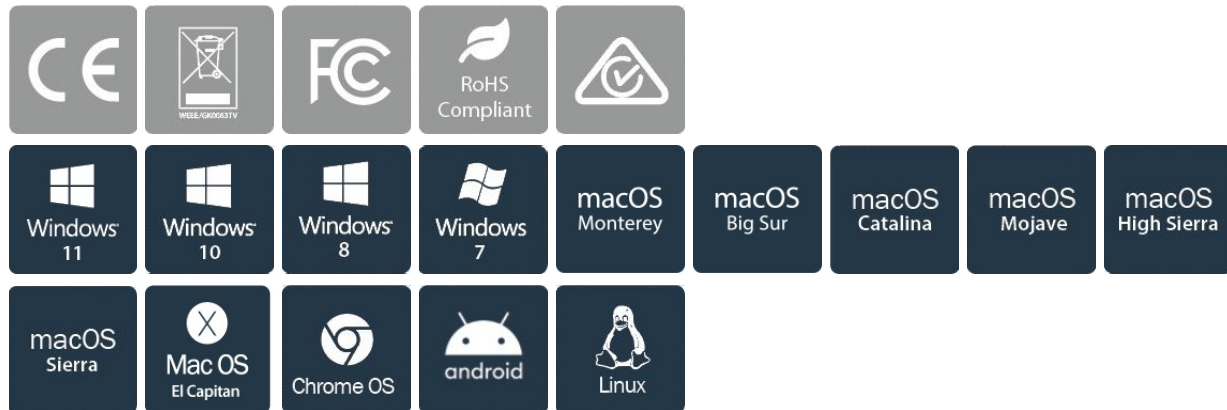 CE
WEEE/GK0063TV
FC
RoHS
Compliant
Windows
11
Windows
10
Windows
8
Windows
7
macOS
Monterey
macOS
Big Sur
macOS
Catalina
macOS
Mojave
macOS
High Sierra
macOS
Sierra
X
Mac OS
El Capitan
Chrome OS
android
Linux